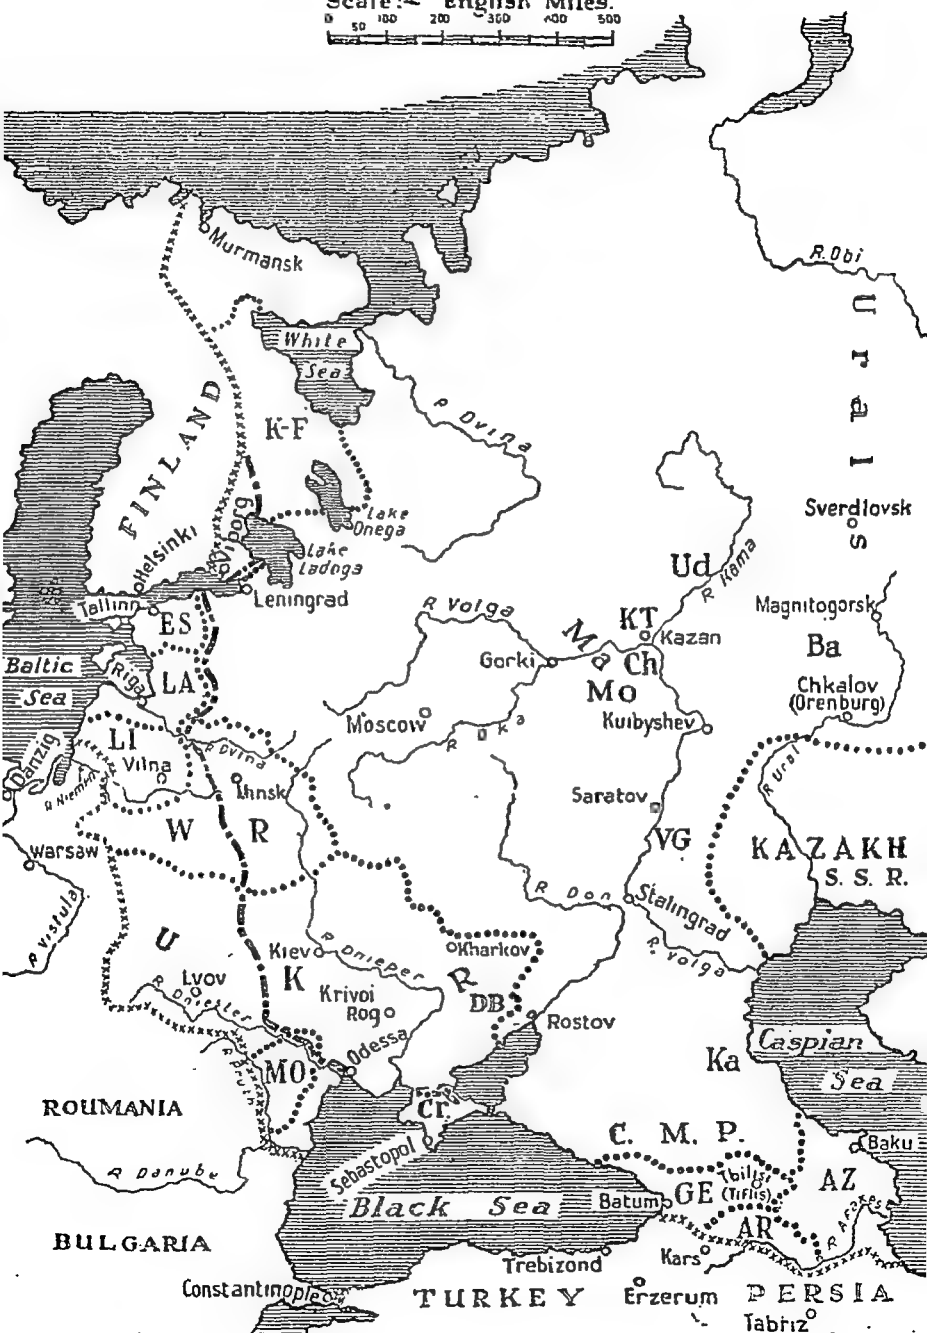 Scale:— English Miles.
0 50 100 200 300 400 500
Murmansk
R. Obi
Urals
White
Sea
R. Dvina
FINLAND
K-F
Sverdlovsk
Lake
Onega
Viborg
Helsinki
Lake
Ladoga
Leningrad
Ud
R. Kama
Tallinn
ES
R. Volga
Magnitogorsk
KT
Kazan
Ma
Ch
Gorki
Ba
Baltic
Sea
Riga
LA
Mo
Chkalov
(Orenburg)
Moscow
Kuibyshev
R. Oka
LI
Vilna
R. Dvina
Danzig
R. Niemen
Minsk
R. Ural
Saratov
W R
VG
KAZAKH
S. S. R.
Warsaw
R. Vistula
R. Don
Stalingrad
R. Volga
U K R
Kiev
R. Dnieper
Kharkov
Lvov
R. Dniester
Krivoi
Rog
DB
Rostov
Odessa
MO
R. Pruth
Ka
Caspian
Sea
ROUMANIA
Cr.
Sebastopol
C. M. P.
Baku
R. Danube
Tbilisi
(Tiflis)
GE
AZ
Black Sea
Batum
AR
R. Araxes
BULGARIA
Trebizond
Kars
Constantinople
TURKEY
Erzerum
PERSIA
Tabriz